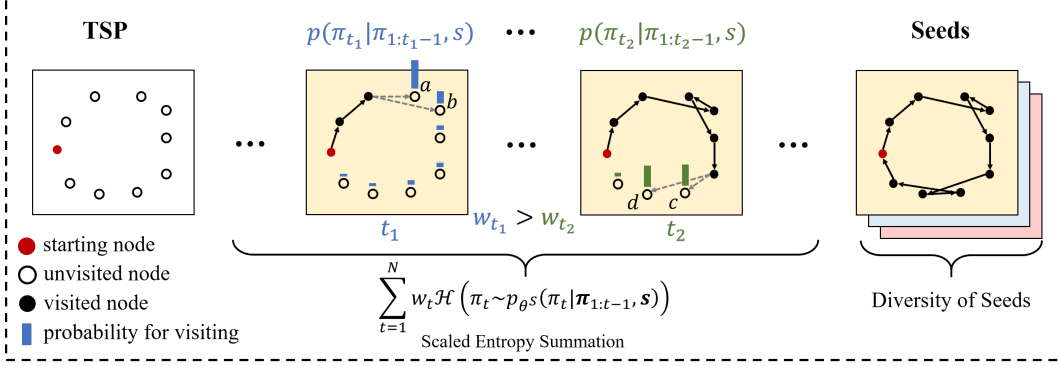 TSP
p(π_{t_1}|π_{1:t_1−1}, s)
•••
p(π_{t_2}|π_{1:t_2−1}, s)
Seeds
a
b
•••
•••
•••
d
c
t_1
w_{t_1} > w_{t_2}
t_2
starting node
unvisited node
visited node
probability for visiting
\sum_{t=1}^{N} w_t ℋ (π_t~p_{θ^s}(π_t|π_{1:t−1}, s))
Scaled Entropy Summation
Diversity of Seeds